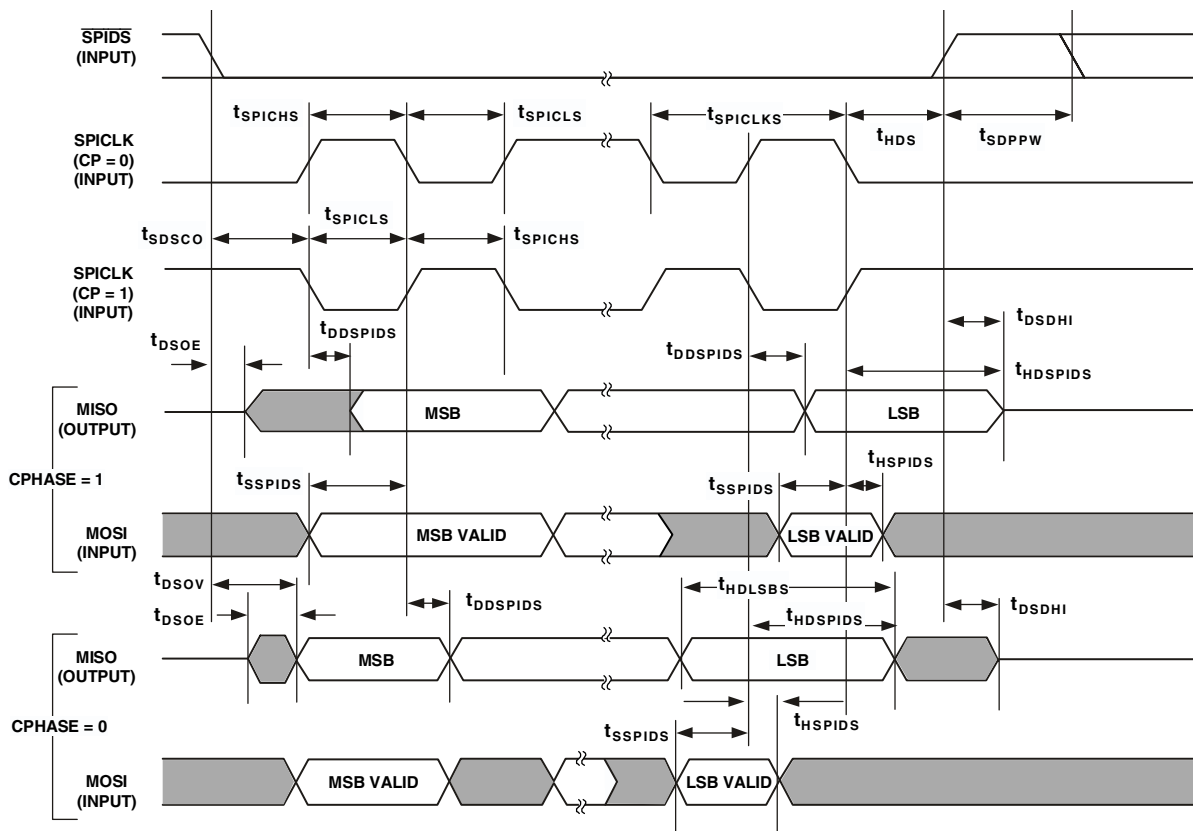 SPIDS
(INPUT)
tSPICHS
tSPICLS
tSPICLKS
tHDS
tSDPPW
SPICLK
(CP = 0)
(INPUT)
tSDSCO
tSPICLS
tSPICHS
SPICLK
(CP = 1)
(INPUT)
tDSOE
tDDSPIDS
tDDSPIDS
tDSDHI
tHDSPIDS
CPHASE = 1
MISO
(OUTPUT)
MSB
LSB
tSSPIDS
tSSPIDS
tHSPIDS
MOSI
(INPUT)
MSB VALID
LSB VALID
tDSOV
tDSOE
tDDSPIDS
tHDLSBS
tHDSPIDS
tDSDHI
CPHASE = 0
MISO
(OUTPUT)
MSB
LSB
tSSPIDS
tHSPIDS
MOSI
(INPUT)
MSB VALID
LSB VALID